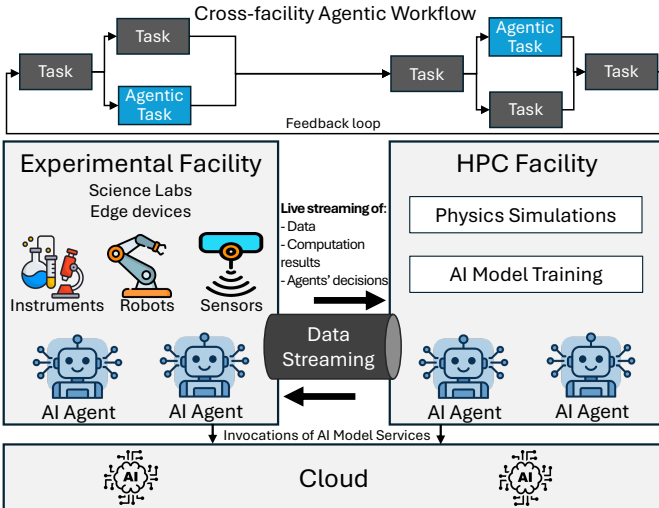 Cross-facility Agentic Workflow
Task
Task
Agentic
Task
Task
Agentic
Task
Task
Task
Feedback loop
Experimental Facility
Science Labs
Edge devices
Instruments
Robots
Sensors
AI Agent
AI Agent
Live streaming of:
- Data
- Computation
results
- Agents' decisions
Data
Streaming
HPC Facility
Physics Simulations
AI Model Training
AI Agent
AI Agent
Invocations of AI Model Services
AI
Cloud
AI